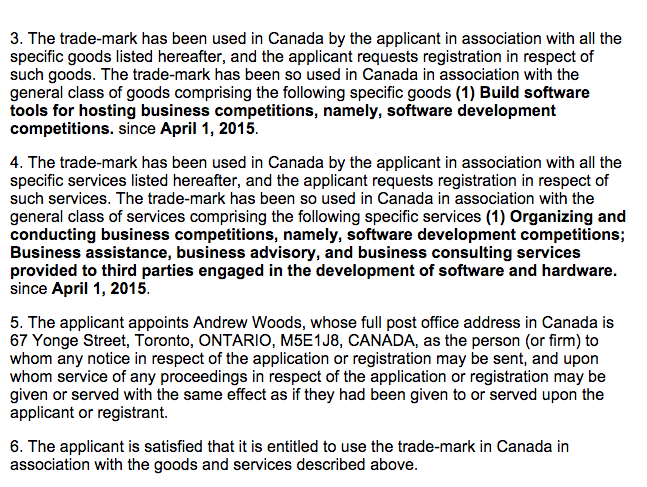 3. The trade-mark has been used in Canada by the applicant in association with all the
specific goods listed hereafter, and the applicant requests registration in respect of
such goods. The trade-mark has been so used in Canada in association with the
general class of goods comprising the following specific goods (1) Build software
tools for hosting business competitions, namely, software development
competitions. since April 1, 2015.
4. The trade-mark has been used in Canada by the applicant in association with all the
specific services listed hereafter, and the applicant requests registration in respect of
such services. The trade-mark has been so used in Canada in association with the
general class of services comprising the following specific services (1) Organizing and
conducting business competitions, namely, software development competitions;
Business assistance, business advisory, and business consulting services
provided to third parties engaged in the development of software and hardware.
since April 1, 2015.
5. The applicant appoints Andrew Woods, whose full post office address in Canada is
67 Yonge Street, Toronto, ONTARIO, M5E1J8, CANADA, as the person (or firm) to
whom any notice in respect of the application or registration may be sent, and upon
whom service of any proceedings in respect of the application or registration may be
given or served with the same effect as if they had been given to or served upon the
applicant or registrant.
6. The applicant is satisfied that it is entitled to use the trade-mark in Canada in
association with the goods and services described above.